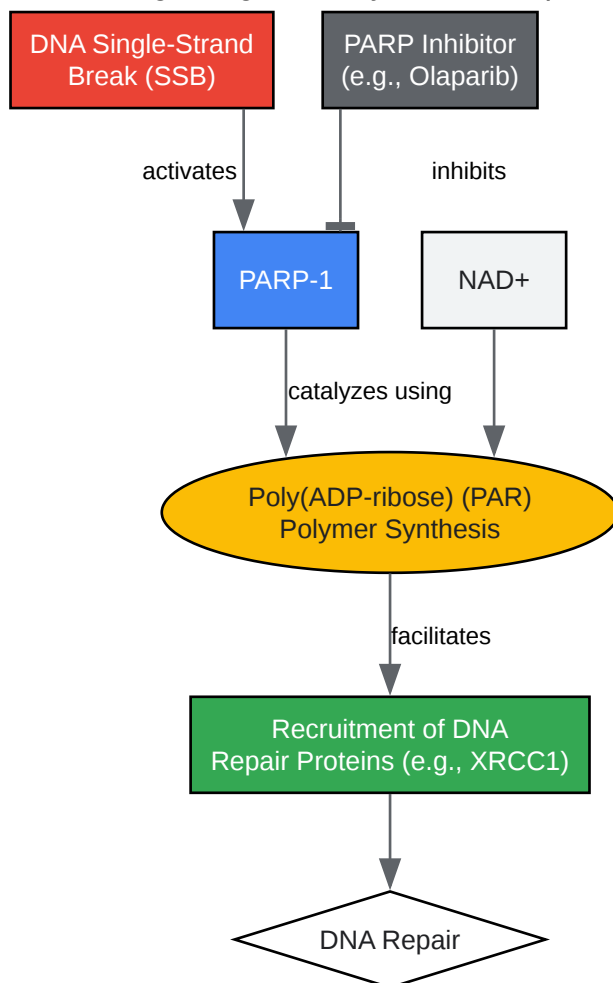 DNA Single-Strand
Break (SSB)
PARP Inhibitor
(e.g., Olaparib)
activates
inhibits
PARP-1
NAD+
catalyzes using
Poly(ADP-ribose) (PAR)
Polymer Synthesis
facilitates
Recruitment of DNA
Repair Proteins (e.g., XRCC1)
DNA Repair